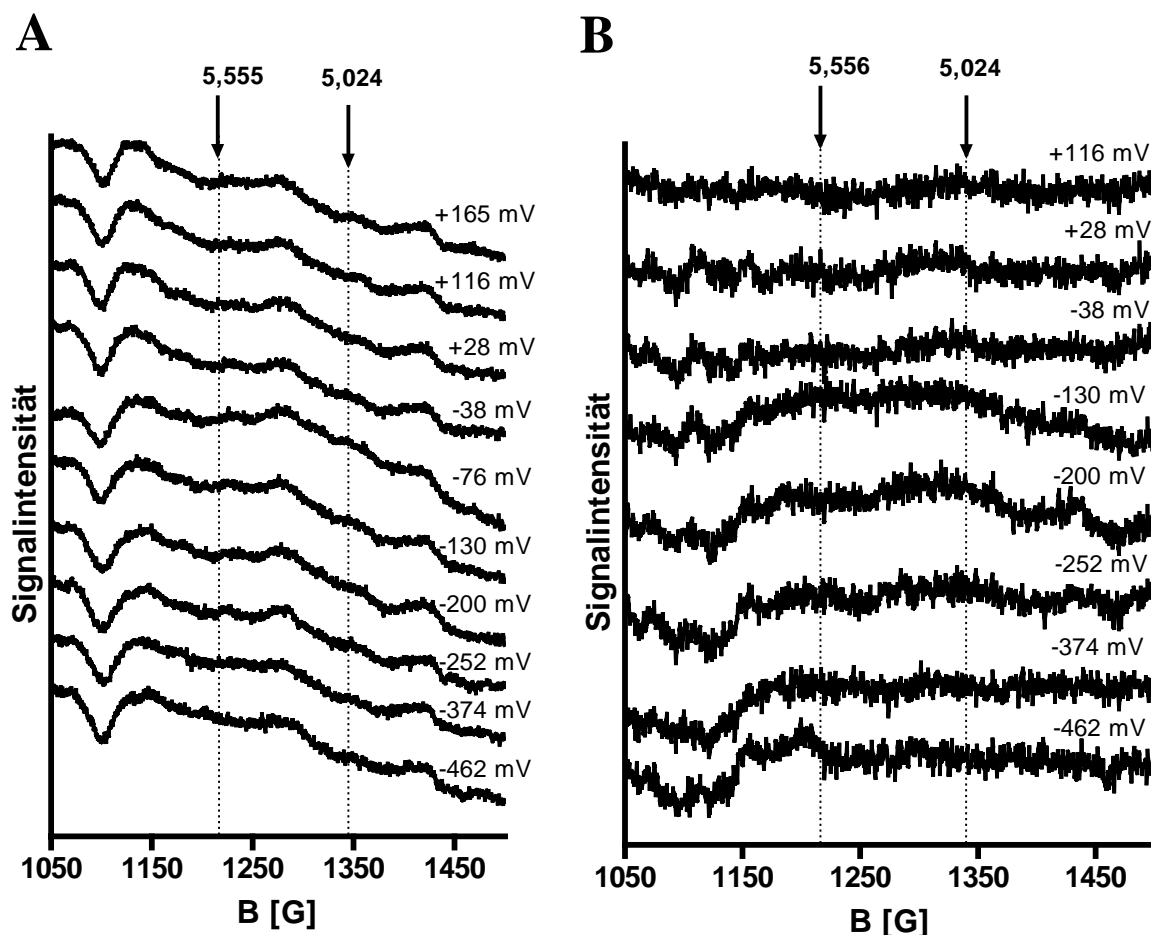 A
5,555
5,024
+165 mV
+116 mV
+28 mV
-38 mV
-76 mV
-130 mV
-200 mV
-252 mV
-374 mV
-462 mV
Signalintensität
1050
1150
1250
1350
1450
B [G]
B
5,556
5,024
+116 mV
+28 mV
-38 mV
-130 mV
-200 mV
-252 mV
-374 mV
-462 mV
Signalintensität
1050
1150
1250
1350
1450
B [G]